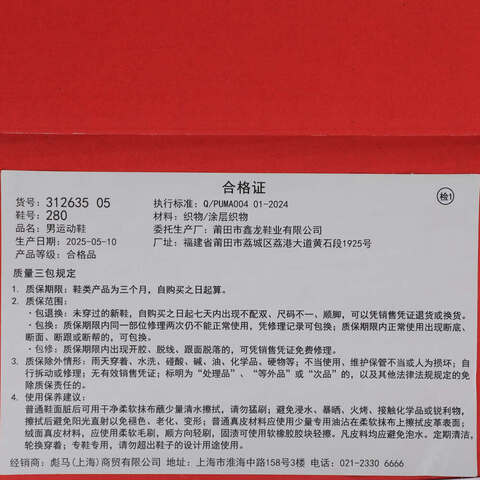 合格证
检1
货号: 312635 05
鞋号: 280
品名: 男运动鞋
生产日期: 2025-05-10
产品等级: 合格品
执行标准: Q/PUMA004 01-2024
材料: 织物/涂层织物
委托生产厂: 莆田市鑫龙鞋业有限公司
厂址: 福建省莆田市荔城区荔港大道黄石段1925号
质量三包规定
1. 质保期限: 鞋类产品为三个月，自购买之日起算。
2. 质保范围:
· 包退换: 未穿过的新鞋，自购买之日起七天内出现不配双、尺码不一、顺脚，可以凭销售凭证退货或换货。
· 包换: 质保期限内同一部位修理两次仍不能正常使用，凭修理记录可包换; 质保期限内正常使用出现断底、
断面、断跟或断帮的，可包换。
· 包修: 质保期限内出现开胶、脱线、跟面脱落的，可凭销售凭证免费修理。
3. 质保除外情形: 雨天穿着、水洗、碰酸、碱、油、化学品、硬物等; 不当使用、维护保管不当或人为损坏; 自
行拆动或修理; 无有效销售凭证; 标明为“处理品”、“等外品”或“次品”的，以及其他法律法规规定的免
除质保责任的。
4. 使用保养建议:
普通鞋面脏后可用干净柔软抹布蘸少量清水擦拭，请勿猛刷; 避免浸水、暴晒、火烤、接触化学品或锐利物，
擦拭后避免阳光直射以免褪色、老化、变形; 普通真皮材料应使用少量专用油沾在柔软抹布上擦拭皮革表面;
绒面真皮材料，应使用柔软毛刷，顺方向轻刷，固渍可使软橡胶胶块轻擦。凡皮料均应避免泡水。定期清洁，
轮换穿着; 专鞋专用，请勿超出鞋子的设计用途使用。
经销商: 彪马(上海)商贸有限公司 地址: 上海市淮海中路158号3楼 电话: 021-2330 6666